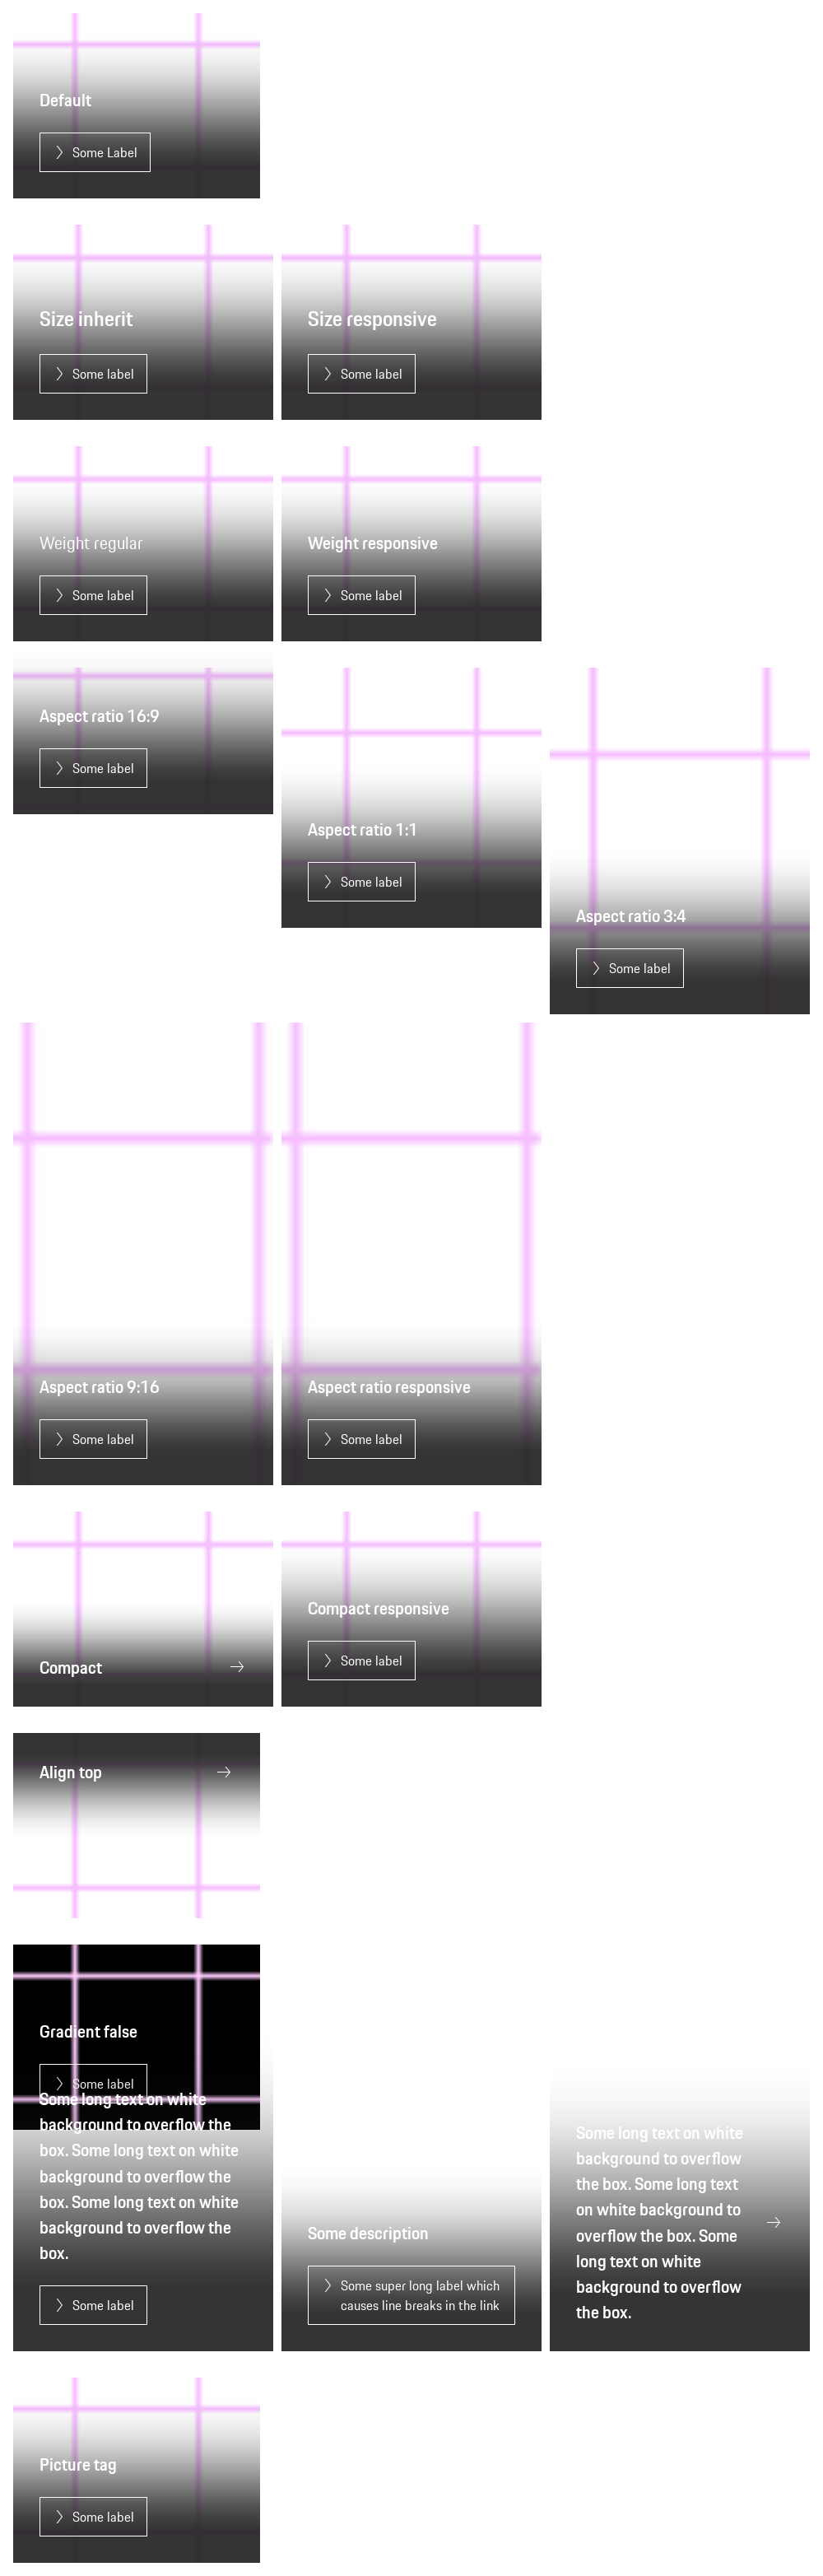 Default
Some Label
Size inherit
Some label
Size responsive
Some label
Weight regular
Some label
Weight responsive
Some label
Aspect ratio 16:9
Some label
Aspect ratio 1:1
Some label
Aspect ratio 3:4
Some label
Aspect ratio 9:16
Some label
Aspect ratio responsive
Some label
Compact
Compact responsive
Some label
Align top
Gradient false
Some label
Some long text on white
background to overflow the
box. Some long text on white
background to overflow the
box. Some long text on white
background to overflow the
box.
Some label
Some description
Some super long label which
causes line breaks in the link
Some long text on white
background to overflow
the box. Some long text
on white background to
overflow the box. Some
long text on white
background to overflow
the box.
Picture tag
Some label